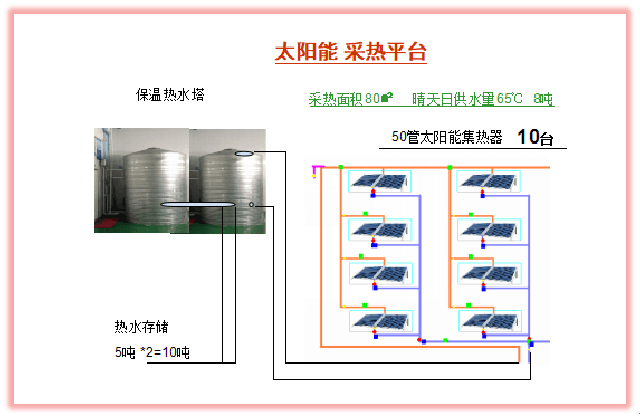 太阳能 采热平台
保温热水塔
采热面积80m² 晴天日供水量65℃ 8吨
50管太阳能集热器 10台
热水存储
5吨 *2=10吨